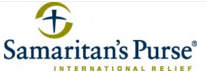 Samaritan's Purse®
INTERNATIONAL RELIEF